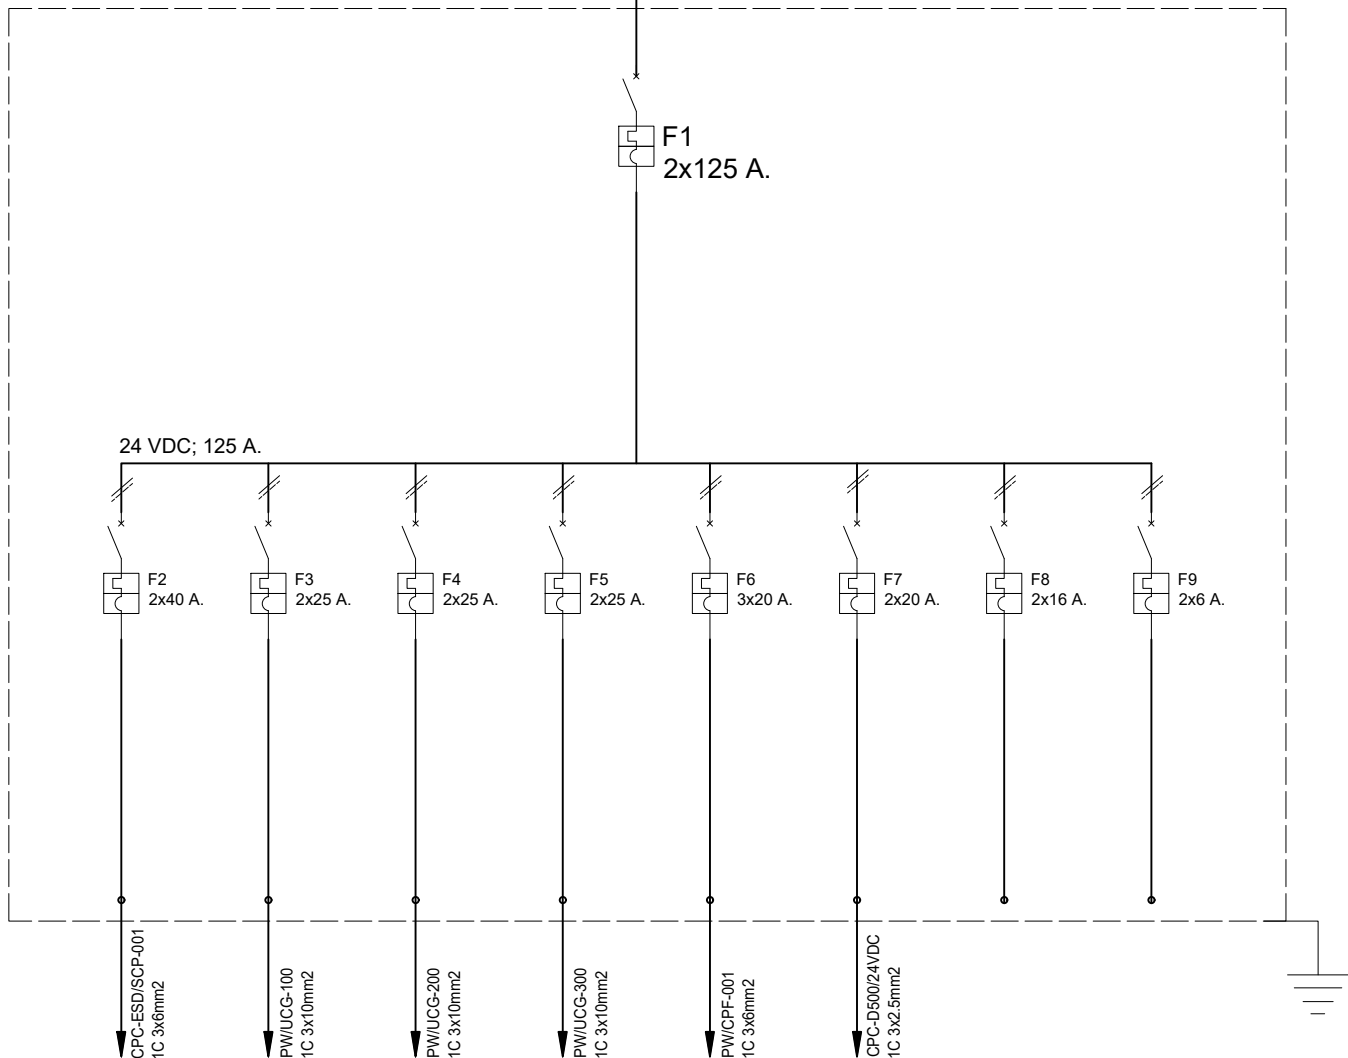 F1
2x125 A.
24 VDC; 125 A.
F2
2x40 A.
F3
2x25 A.
F4
2x25 A.
F5
2x25 A.
F6
3x20 A.
F7
2x20 A.
F8
2x16 A.
F9
2x6 A.
CPC-ESD/SCP-001
1C 3x6mm2
PW/UCG-100
1C 3x10mm2
PW/UCG-200
1C 3x10mm2
PW/UCG-300
1C 3x10mm2
PW/CPF-001
1C 3x6mm2
CPC-D500/24VDC
1C 3x2.5mm2